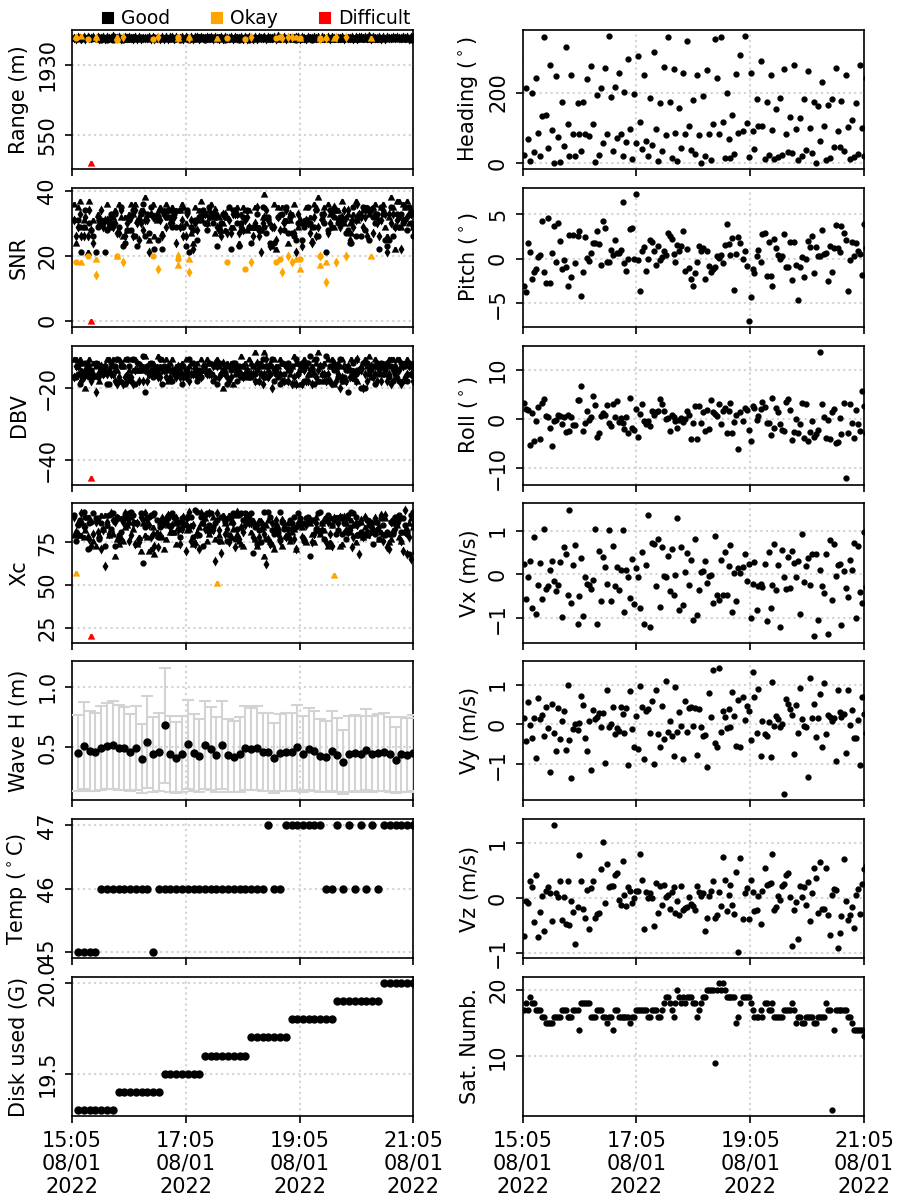 Good Okay Difficult
Range (m)
1930
550
Heading (°)
200
0
SNR
40
20
0
Pitch (°)
5
0
−5
DBV
−20
−40
Roll (°)
10
0
−10
Xc
75
50
25
Vx (m/s)
1
0
−1
Wave H (m)
1.0
0.5
Vy (m/s)
1
0
−1
Temp (°C)
47
46
45
Vz (m/s)
1
0
−1
Disk used (G)
20.0
19.5
Sat. Numb.
20
10
15:05 17:05 19:05 21:05
08/01 08/01 08/01 08/01
2022 2022 2022 2022
15:05 17:05 19:05 21:05
08/01 08/01 08/01 08/01
2022 2022 2022 2022